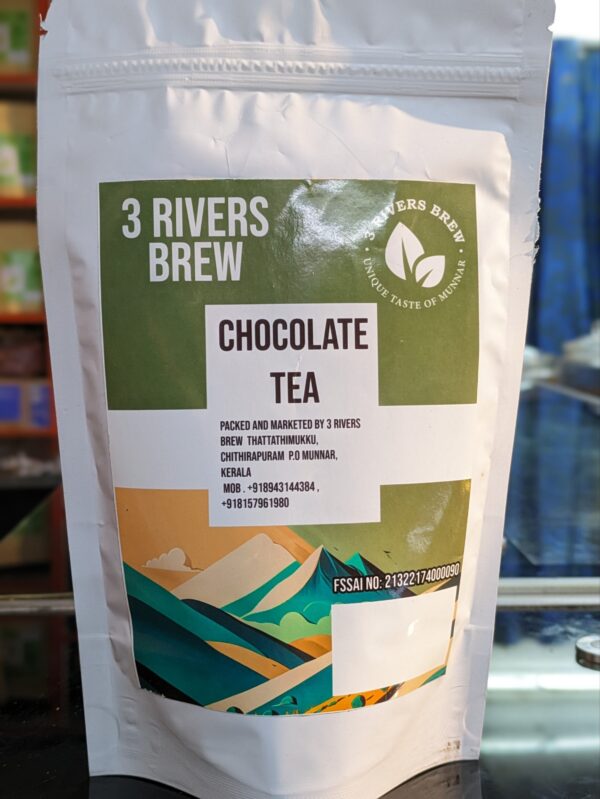 3 RIVERS
BREW
· 3 RIVERS BREW ·
UNIQUE TASTE OF MUNNAR
CHOCOLATE
TEA
PACKED AND MARKETED BY 3 RIVERS
BREW THATTATHIMUKKU,
CHITHIRAPURAM P.O MUNNAR,
KERALA
MOB . +918943144384 ,
+918157961980
FSSAI NO: 21322174000090